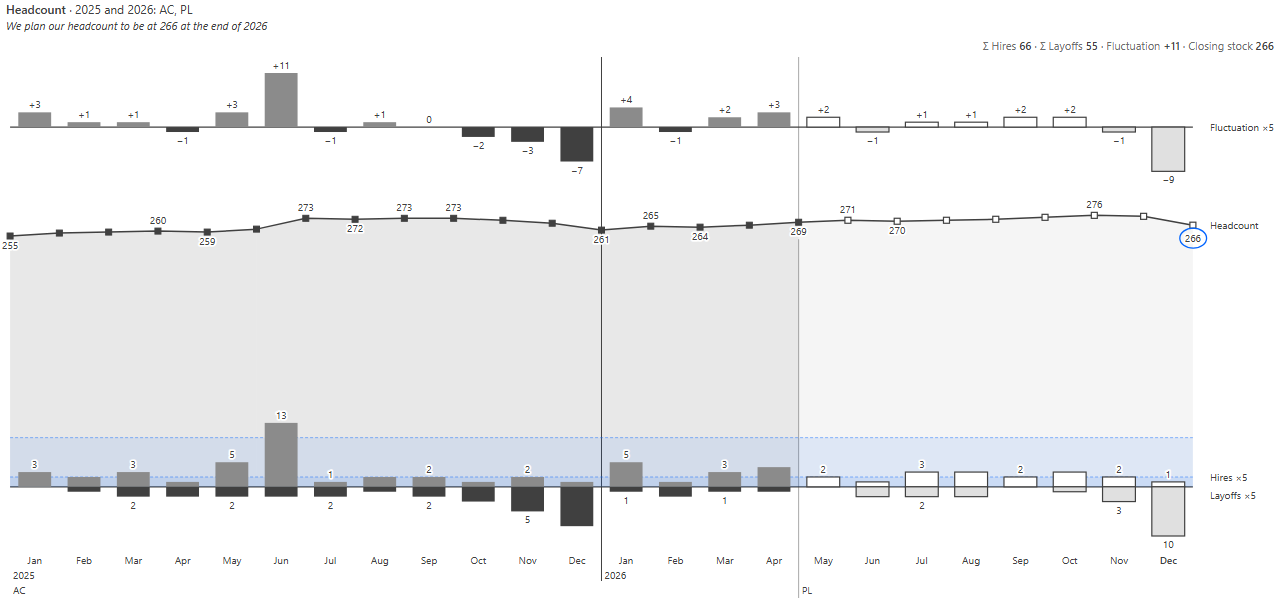 Headcount · 2025 and 2026: AC, PL
We plan our headcount to be at 266 at the end of 2026
Σ Hires 66 · Σ Layoffs 55 · Fluctuation +11 · Closing stock 266
+3 +1 +1 −1 +3 +11 −1 +1 0 −2 −3 −7 +4 −1 +2 +3 +2 −1 +1 +1 +2 +2 −1 −9
Fluctuation ×5
255 260 259 273 272 273 273 261 265 264 269 271 270 276 266
Headcount
3 3 5 13 1 2 2 5 3 2 3 2 2 1
Hires ×5
2 2 2 2 5 1 1 2 3 10
Layoffs ×5
Jan Feb Mar Apr May Jun Jul Aug Sep Oct Nov Dec Jan Feb Mar Apr May Jun Jul Aug Sep Oct Nov Dec
2025 2026
AC PL